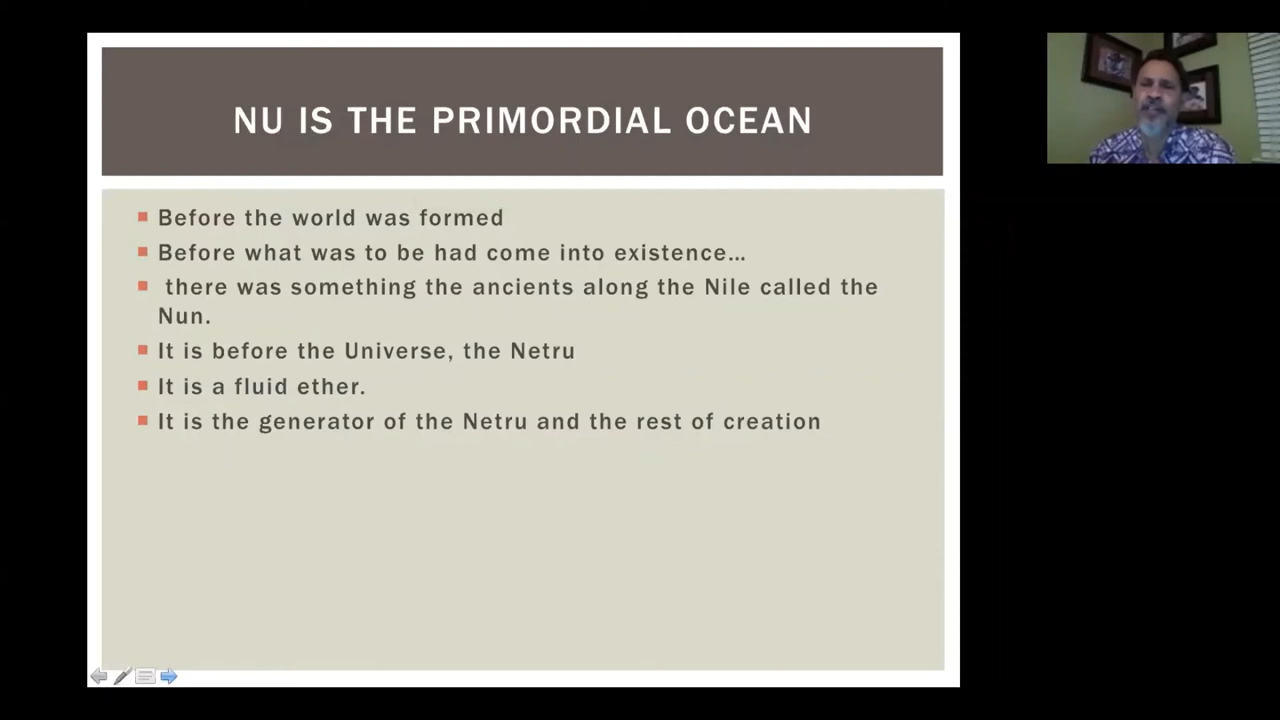 NU IS THE PRIMORDIAL OCEAN
Before the world was formed
Before what was to be had come into existence…
there was something the ancients along the Nile called the
Nun.
It is before the Universe, the Netru
It is a fluid ether.
It is the generator of the Netru and the rest of creation